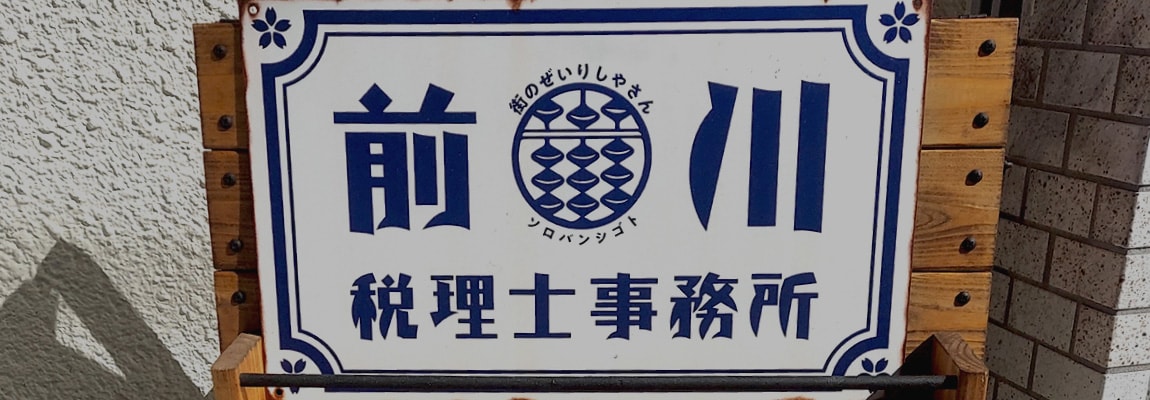 街のぜいりしやさん
前川
ソロバンシゴト
税理士事務所